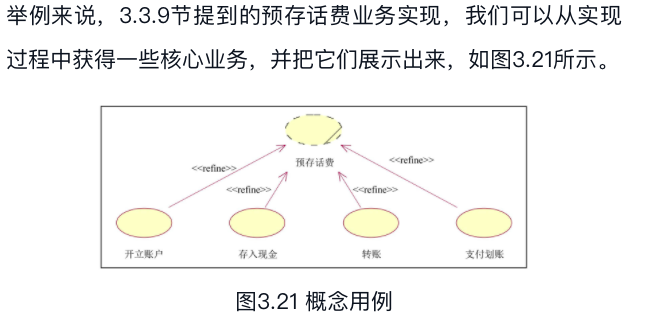 举例来说，3.3.9节提到的预存话费业务实现，我们可以从实现
过程中获得一些核心业务，并把它们展示出来，如图3.21所示。
预存话费
<<refine>>
<<refine>>
<<refine>>
<<refine>>
开立账户
存入现金
转账
支付划账
图3.21 概念用例